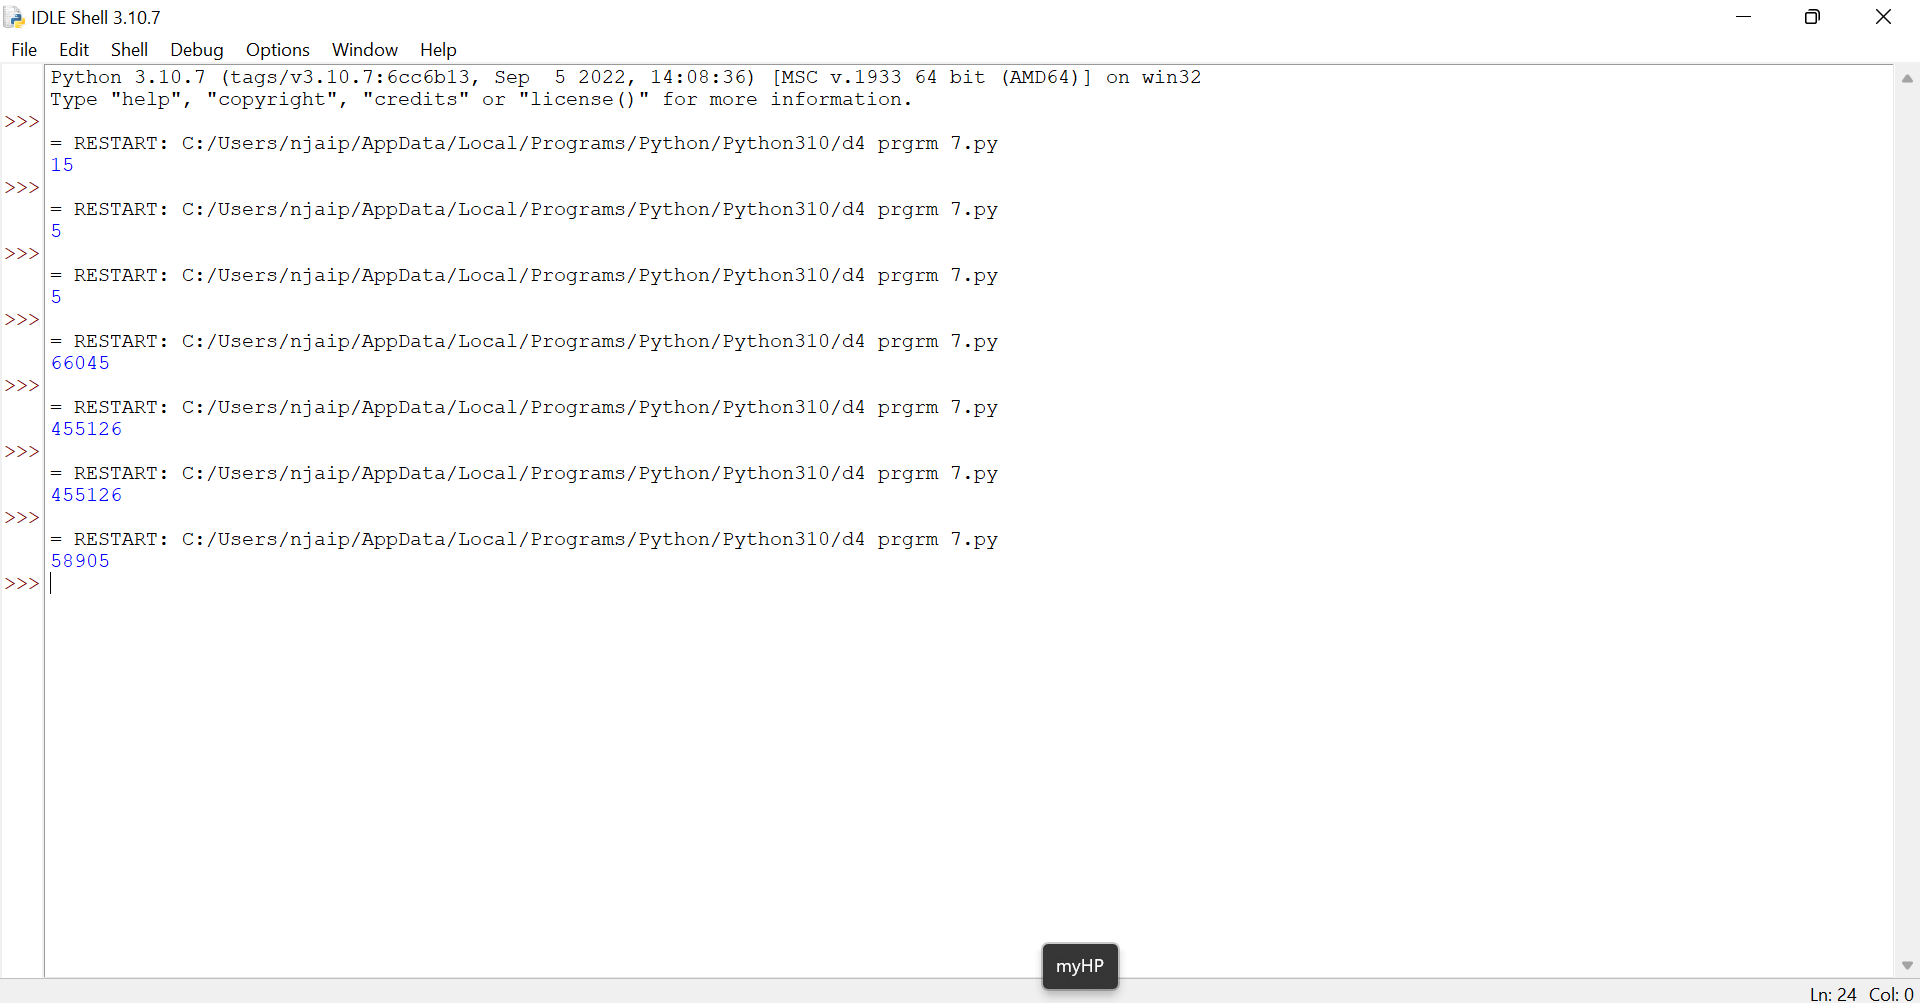 IDLE Shell 3.10.7
File Edit Shell Debug Options Window Help
Python 3.10.7 (tags/v3.10.7:6cc6b13, Sep  5 2022, 14:08:36) [MSC v.1933 64 bit (AMD64)] on win32
Type "help", "copyright", "credits" or "license()" for more information.
>>>
= RESTART: C:/Users/njaip/AppData/Local/Programs/Python/Python310/d4 prgrm 7.py
15
>>>
= RESTART: C:/Users/njaip/AppData/Local/Programs/Python/Python310/d4 prgrm 7.py
5
>>>
= RESTART: C:/Users/njaip/AppData/Local/Programs/Python/Python310/d4 prgrm 7.py
5
>>>
= RESTART: C:/Users/njaip/AppData/Local/Programs/Python/Python310/d4 prgrm 7.py
66045
>>>
= RESTART: C:/Users/njaip/AppData/Local/Programs/Python/Python310/d4 prgrm 7.py
455126
>>>
= RESTART: C:/Users/njaip/AppData/Local/Programs/Python/Python310/d4 prgrm 7.py
455126
>>>
= RESTART: C:/Users/njaip/AppData/Local/Programs/Python/Python310/d4 prgrm 7.py
58905
>>>
myHP
Ln: 24 Col: 0